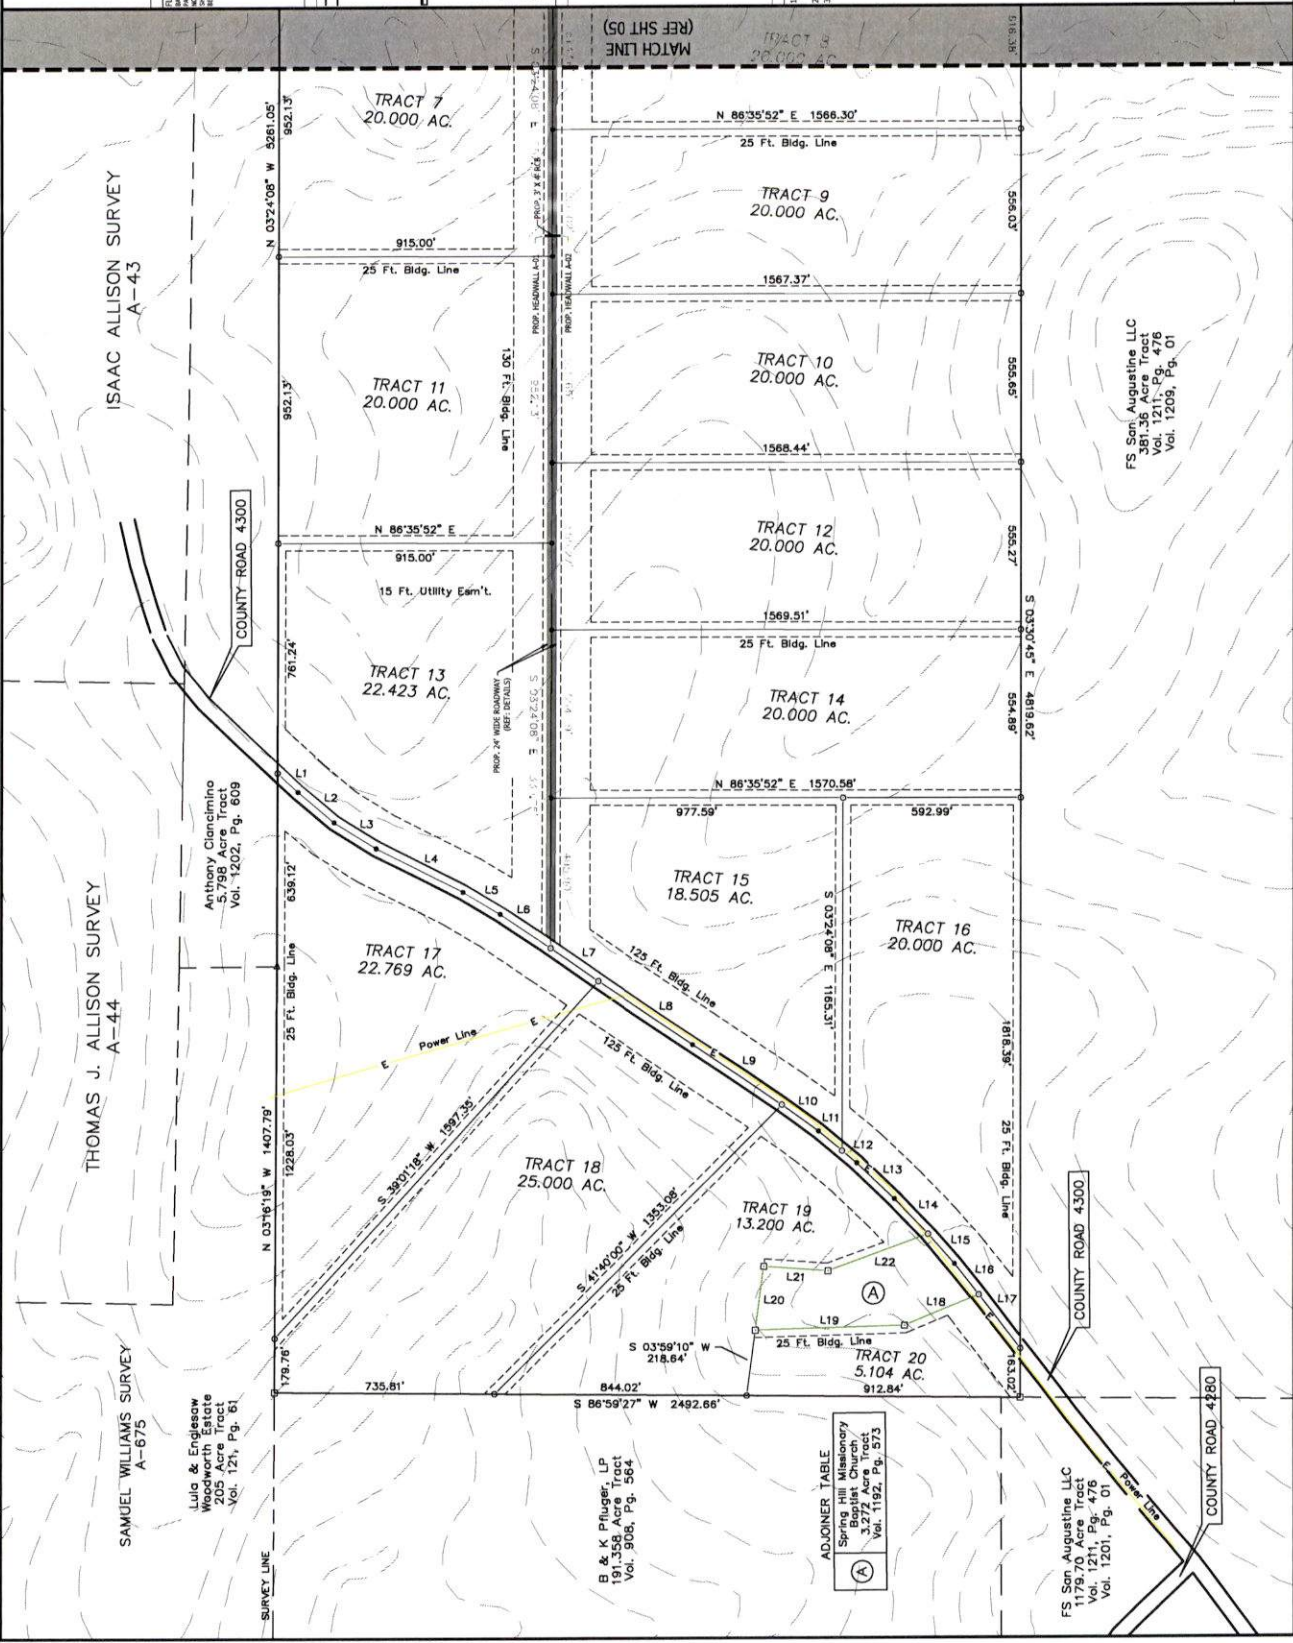 MATCH LINE
(REF SHT 05)
TRACT 8
20.000 AC.
516.38'
TRACT 7
20.000 AC.
N 03°24'08" W 5261.05'
952.13'
N 86°35'52" E 1566.30'
25 Ft. Bldg. Line
TRACT 9
20.000 AC.
556.03'
ISAAC ALLISON SURVEY
A-43
915.00'
25 Ft. Bldg. Line
PROP. HEADWALL A-01
PROP. HEADWALL A-02
1567.37'
TRACT 10
20.000 AC.
555.65'
FS San Augustine LLC
381.36 Acre Tract
Vol. 1211, Pg. 476
Vol. 1209, Pg. 01
TRACT 11
20.000 AC.
952.13'
130 Ft. Bldg. Line
1568.44'
COUNTY ROAD 4300
N 86°35'52" E
915.00'
15 Ft. Utility Esm't.
TRACT 12
20.000 AC.
555.27'
1569.51'
25 Ft. Bldg. Line
S 03°30'45" E 4819.62'
761.24'
TRACT 13
22.423 AC.
PROP. 24' WIDE ROADWAY
(REF: DETAILS)
S 03°24'08" E
TRACT 14
20.000 AC.
554.89'
Anthony Ciancimino
5.798 Acre Tract
Vol. 1202, Pg. 609
L1
L2
L3
L4
L5
L6
N 86°35'52" E 1570.58'
977.59'
592.99'
THOMAS J. ALLISON SURVEY
A-44
639.12'
25 Ft. Bldg. Line
TRACT 17
22.769 AC.
TRACT 15
18.505 AC.
S 03°24'08" E 1165.31'
TRACT 16
20.000 AC.
L7
125 Ft. Bldg. Line
L8
E
Power Line
E
125 Ft. Bldg. Line
E
L9
1818.39'
N 03°16'19" W 1407.79'
1228.03'
S 39°01'18" W 1597.35'
L10
L11
L12
25 Ft. Bldg. Line
TRACT 18
25.000 AC.
E
L13
L14
TRACT 19
13.200 AC.
S 41°40'00" W 1353.08'
25 Ft. Bldg. Line
L15
L16
L17
L22
L21
L20
A
L18
L19
E
COUNTY ROAD 4300
25 Ft. Bldg. Line
S 03°59'10" W
218.64'
TRACT 20
5.104 AC.
163.02'
179.76'
735.81'
844.02'
912.84'
S 86°59'27" W 2492.66'
SAMUEL WILLIAMS SURVEY
A-675
Lula & Englesaw
Woodworth Estate
205 Acre Tract
Vol. 121, Pg. 61
COUNTY ROAD 4280
B & K Pfluger, LP
191.358 Acre Tract
Vol. 908, Pg. 564
ADJOINER TABLE
A
Spring Hill Missionary
Baptist Church
3.272 Acre Tract
Vol. 1192, Pg. 573
FS San Augustine LLC
1179.70 Acre Tract
Vol. 1211, Pg. 476
Vol. 1201, Pg. 01
E
Power Line
SURVEY LINE